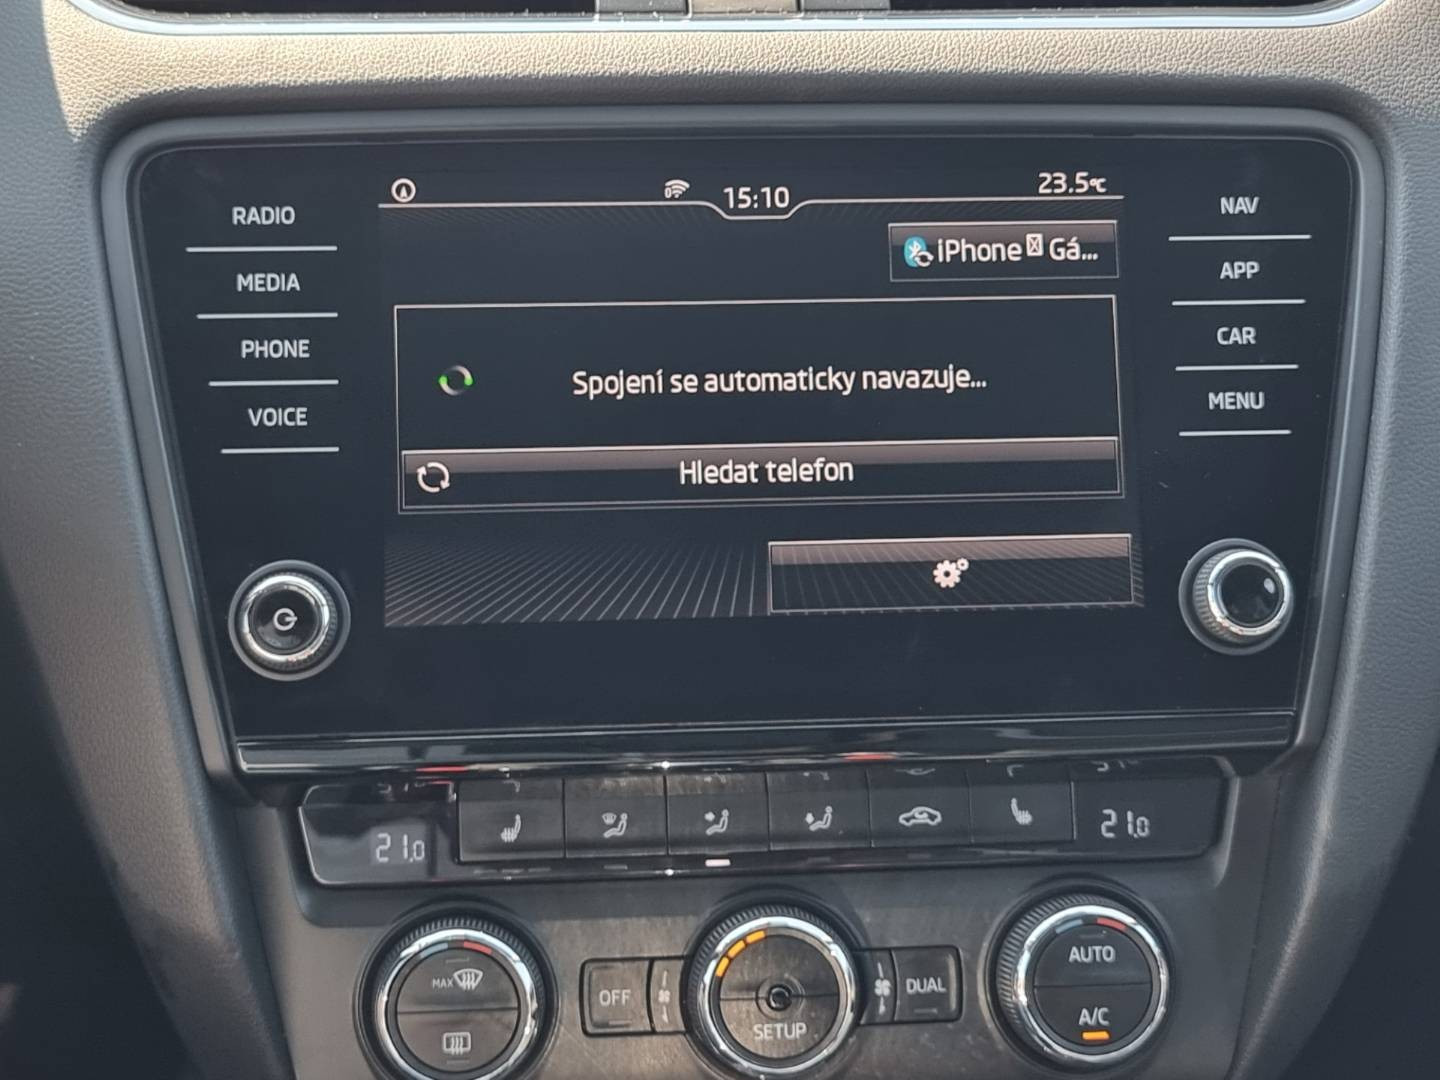 15:10
23.5°C
RADIO
MEDIA
PHONE
VOICE
NAV
APP
CAR
MENU
iPhone Gá...
Spojení se automaticky navazuje...
Hledat telefon
21.0
21.0
MAX
OFF
SETUP
DUAL
AUTO
A/C